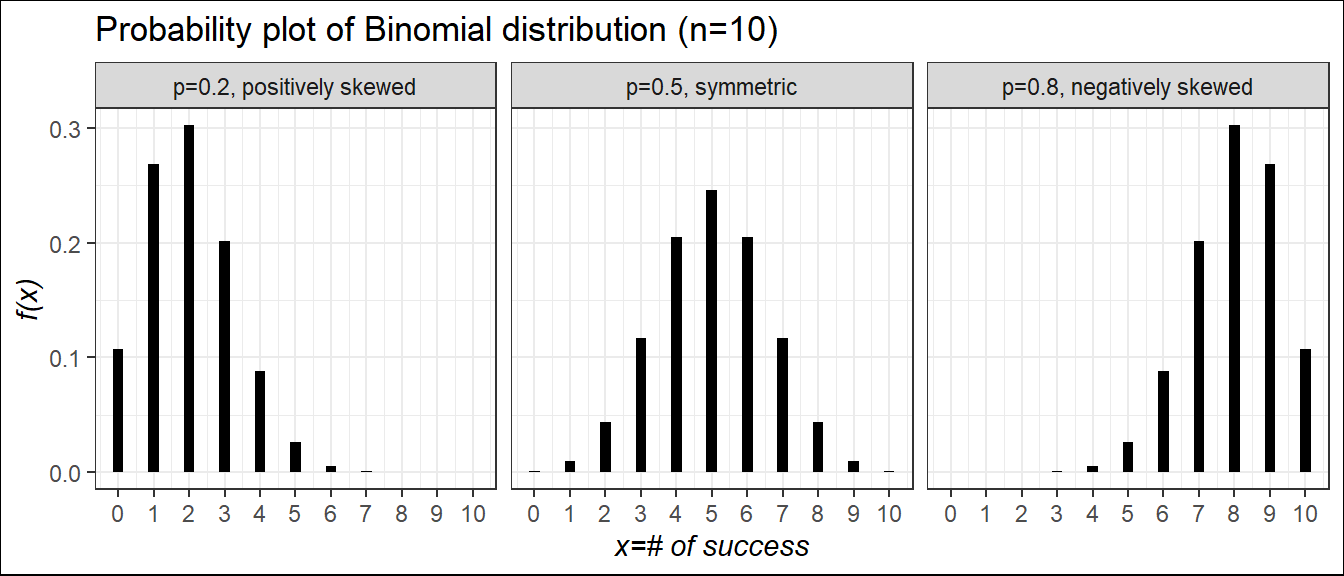 Probability plot of Binomial distribution (n=10)
p=0.2, positively skewed
p=0.5, symmetric
p=0.8, negatively skewed
f(x)
0.3
0.2
0.1
0.0
0 1 2 3 4 5 6 7 8 9 10
0 1 2 3 4 5 6 7 8 9 10
0 1 2 3 4 5 6 7 8 9 10
x=# of success